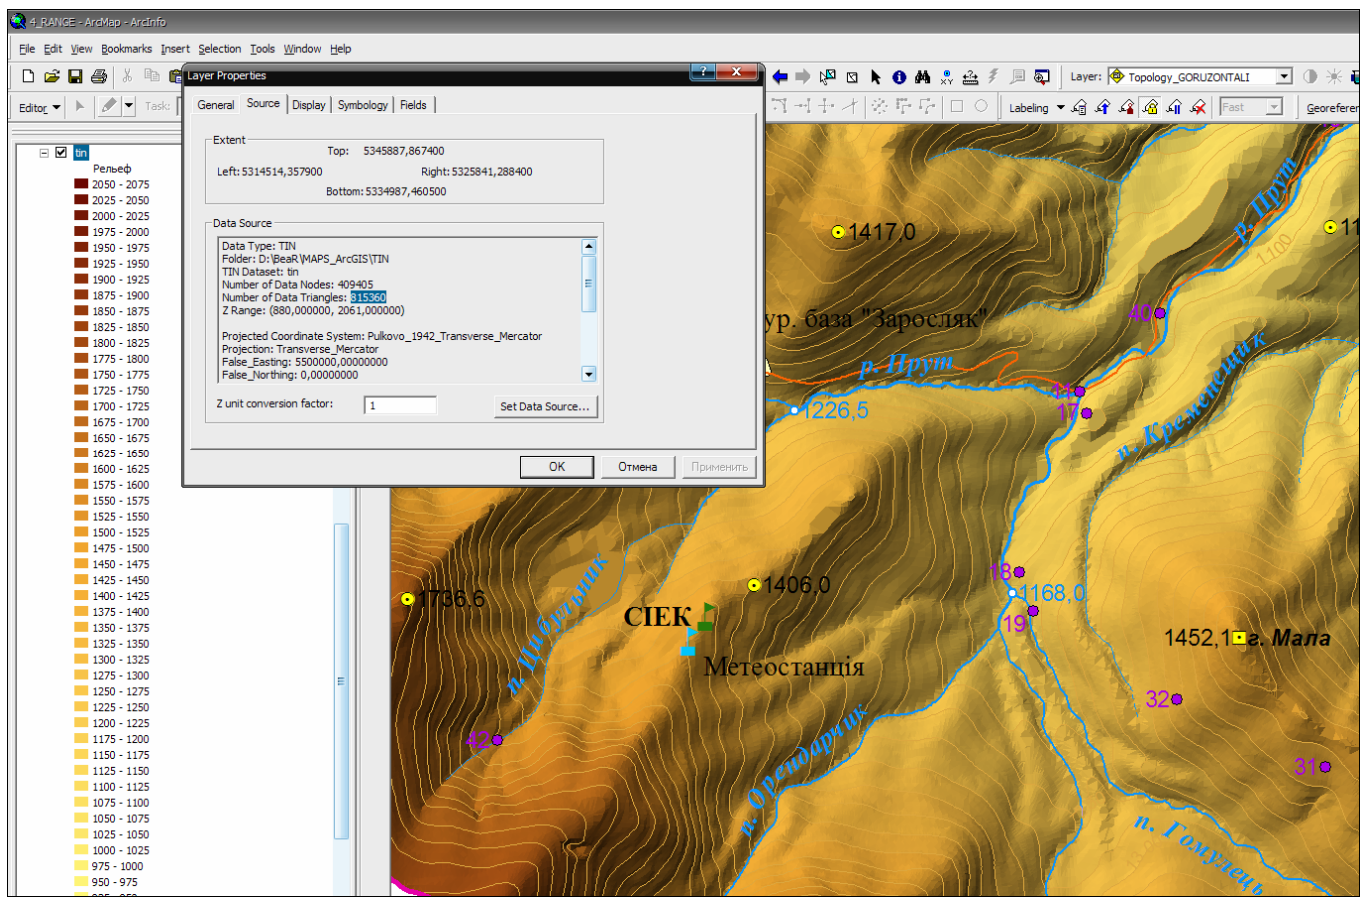 4_RANGE - ArcMap - ArcInfo
File Edit View Bookmarks Insert Selection Tools Window Help
Layer: Topology_GORUZONTALI
Editor Task:
Labeling Fast Georeferen
Layer Properties
? X
General Source Display Symbology Fields
Extent
Top: 5345887,867400
Left: 5314514,357900 Right: 5325841,288400
Bottom: 5334987,460500
Data Source
Data Type: TIN
Folder: D:\BeaR\MAPS_ArcGIS\TIN
TIN Dataset: tin
Number of Data Nodes: 409405
Number of Data Triangles: 815360
Z Range: (880,000000, 2061,000000)
Projected Coordinate System: Pulkovo_1942_Transverse_Mercator
Projection: Transverse_Mercator
False_Easting: 5500000,00000000
False_Northing: 0,00000000
Z unit conversion factor: 1 Set Data Source...
OK Отмена Применить
tin
Рельеф
2050 - 2075
2025 - 2050
2000 - 2025
1975 - 2000
1950 - 1975
1925 - 1950
1900 - 1925
1875 - 1900
1850 - 1875
1825 - 1850
1800 - 1825
1775 - 1800
1750 - 1775
1725 - 1750
1700 - 1725
1675 - 1700
1650 - 1675
1625 - 1650
1600 - 1625
1575 - 1600
1550 - 1575
1525 - 1550
1500 - 1525
1475 - 1500
1450 - 1475
1425 - 1450
1400 - 1425
1375 - 1400
1350 - 1375
1325 - 1350
1300 - 1325
1275 - 1300
1250 - 1275
1225 - 1250
1200 - 1225
1175 - 1200
1150 - 1175
1125 - 1150
1100 - 1125
1075 - 1100
1050 - 1075
1025 - 1050
1000 - 1025
975 - 1000
950 - 975
1417,0
р. Прут
11
1100
40
ур. база "Заросляк"
р. Прут
11
17
1226,5
п. Кременещик
1736,6
п. Цибульник
1406,0
СІЕК
Метеостанція
18
1168,0
19
1452,1 г. Мала
32
42
31
п. Орендарчик
п. Гомулець